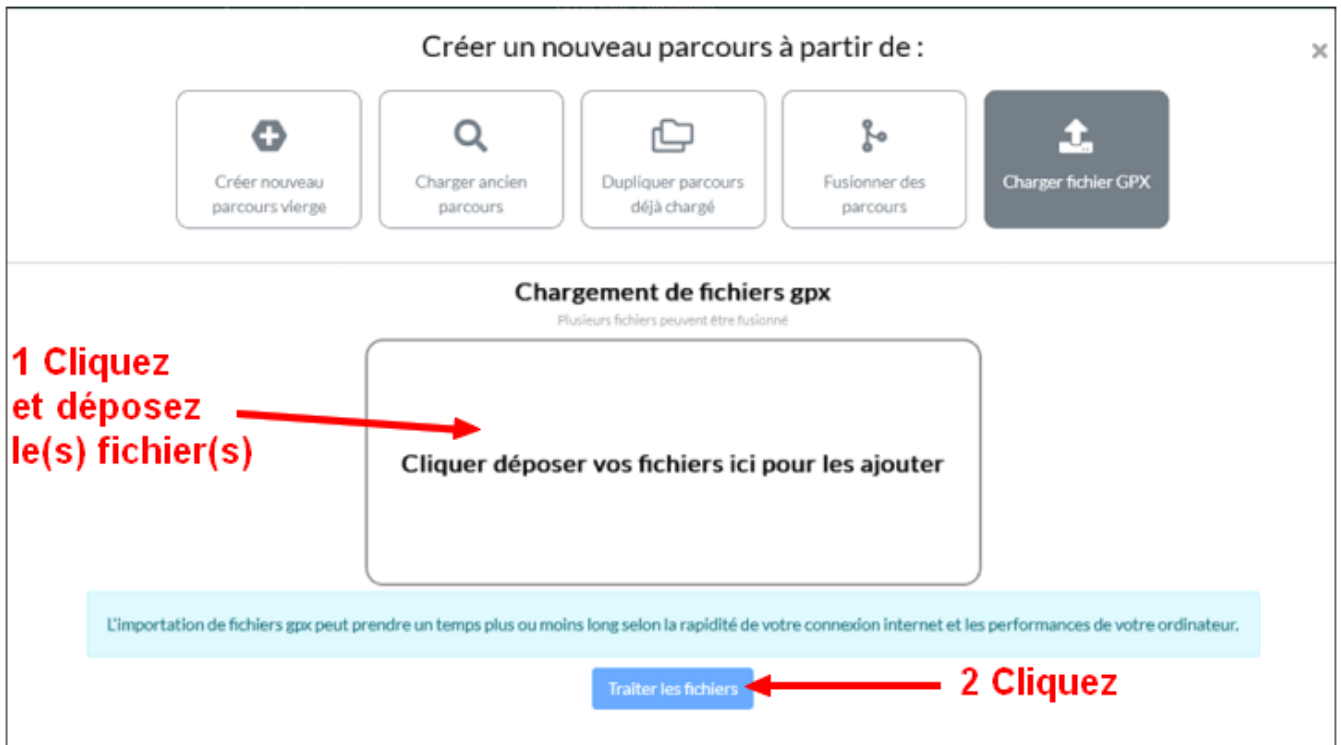 Créer un nouveau parcours à partir de :
×
Créer nouveau
parcours vierge
Charger ancien
parcours
Dupliquer parcours
déjà chargé
Fusionner des
parcours
Charger fichier GPX
Chargement de fichiers gpx
Plusieurs fichiers peuvent être fusionné
1 Cliquez
et déposez
le(s) fichier(s)
Cliquer déposer vos fichiers ici pour les ajouter
L'importation de fichiers gpx peut prendre un temps plus ou moins long selon la rapidité de votre connexion internet et les performances de votre ordinateur.
Traiter les fichiers
2 Cliquez